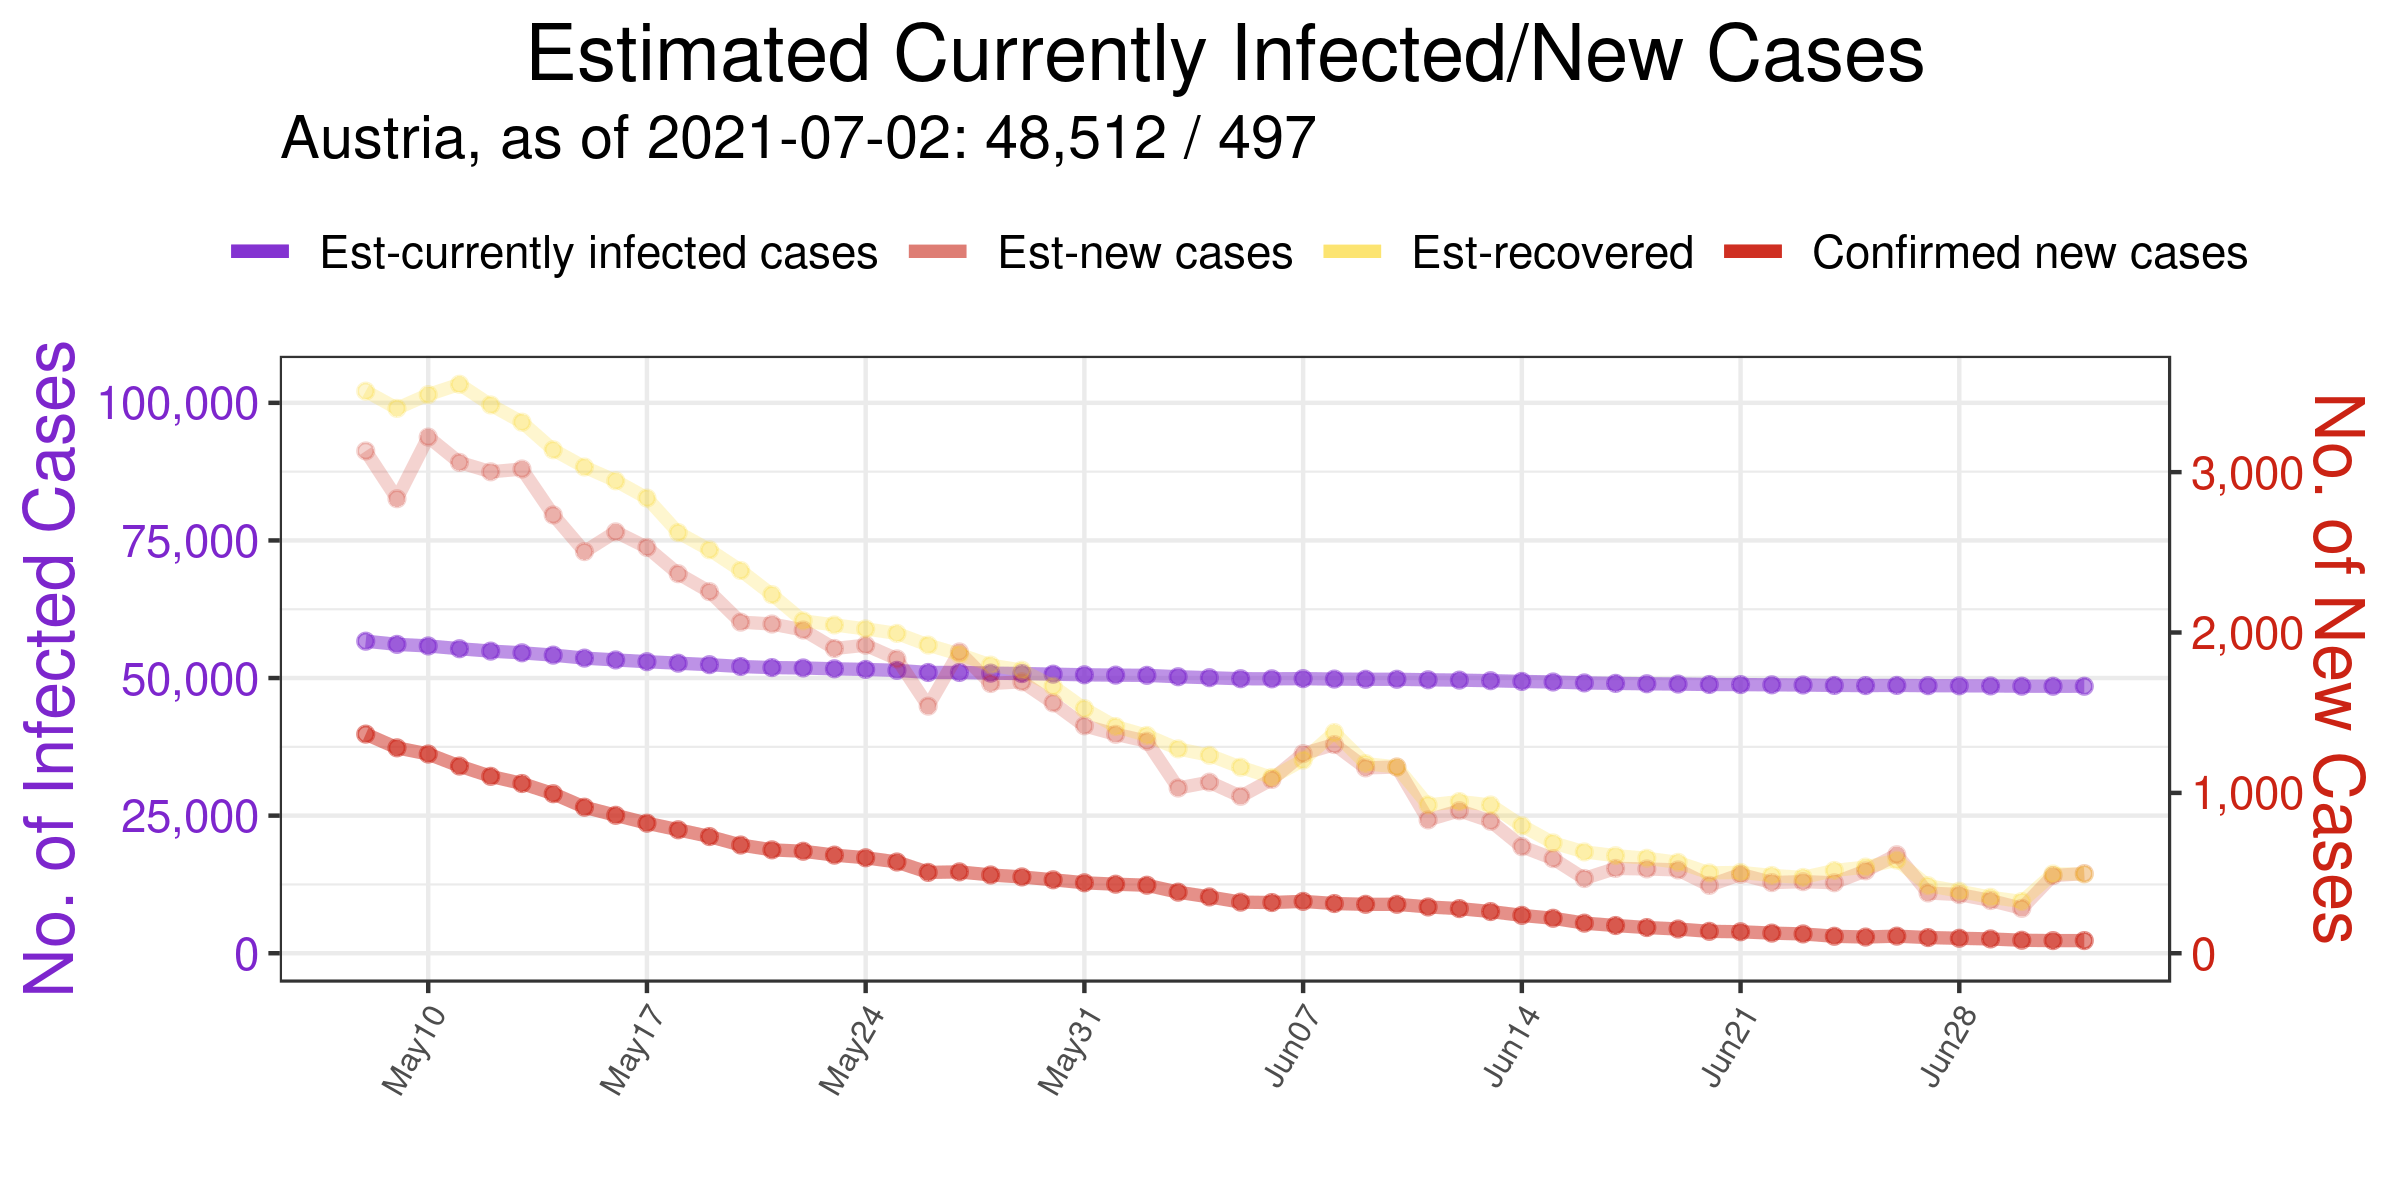 Estimated Currently Infected/New Cases
Austria, as of 2021-07-02: 48,512 / 497
Est-currently infected cases Est-new cases Est-recovered Confirmed new cases
No. of Infected Cases
100,000
75,000
50,000
25,000
0
3,000
2,000
1,000
0
No. of New Cases
May10 May17 May24 May31 Jun07 Jun14 Jun21 Jun28